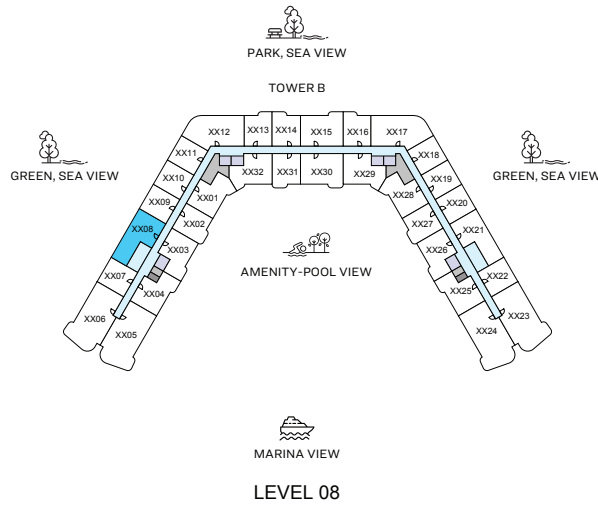 PARK, SEA VIEW
TOWER B
XX12
XX13
XX14
XX15
XX16
XX17
XX11
XX18
GREEN, SEA VIEW
GREEN, SEA VIEW
XX32
XX31
XX30
XX29
XX10
XX19
XX01
XX28
XX09
XX20
XX02
XX27
XX08
XX21
XX03
XX26
AMENITY-POOL VIEW
XX07
XX22
XX04
XX25
XX06
XX23
XX05
XX24
MARINA VIEW
LEVEL 08